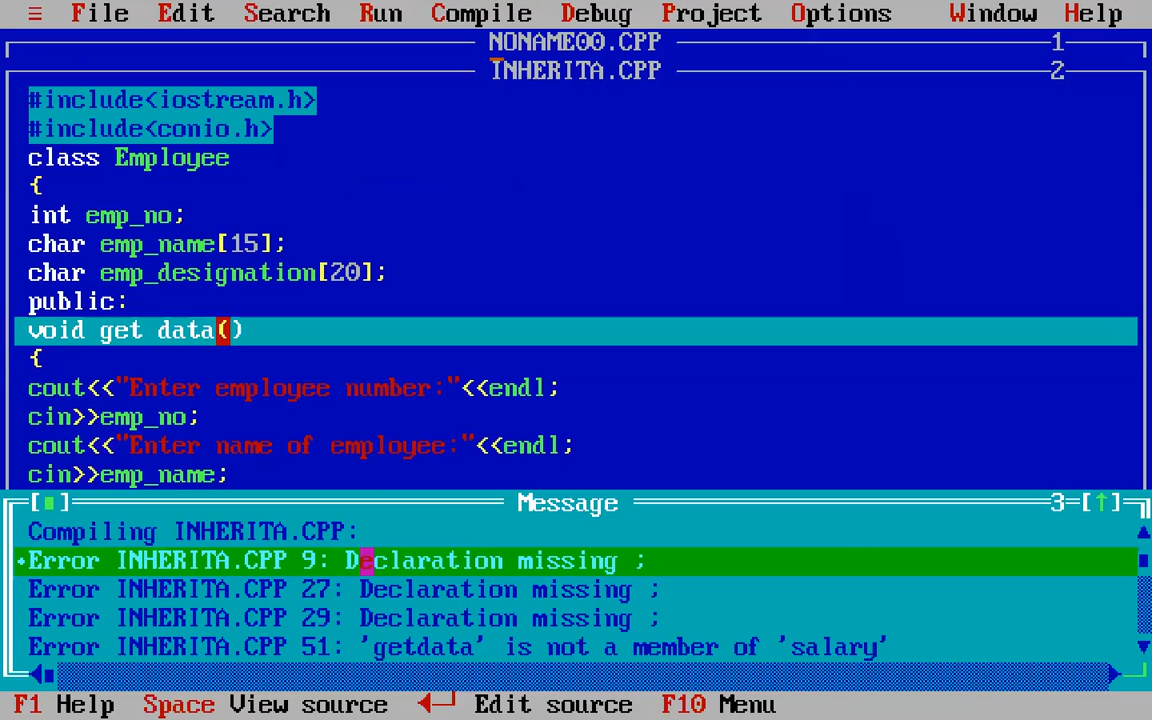 ≡ File Edit Search Run Compile Debug Project Options Window Help
NONAME00.CPP 1
INHERITA.CPP 2
#include<iostream.h>
#include<conio.h>
class Employee
{
int emp_no;
char emp_name[15];
char emp_designation[20];
public:
void get data()
{
cout<<"Enter employee number:"<<endl;
cin>>emp_no;
cout<<"Enter name of employee:"<<endl;
cin>>emp_name;
[■] Message 3=[↑]
Compiling INHERITA.CPP:
•Error INHERITA.CPP 9: Declaration missing ;
Error INHERITA.CPP 27: Declaration missing ;
Error INHERITA.CPP 29: Declaration missing ;
Error INHERITA.CPP 51: 'getdata' is not a member of 'salary'
F1 Help Space View source ◄┘ Edit source F10 Menu